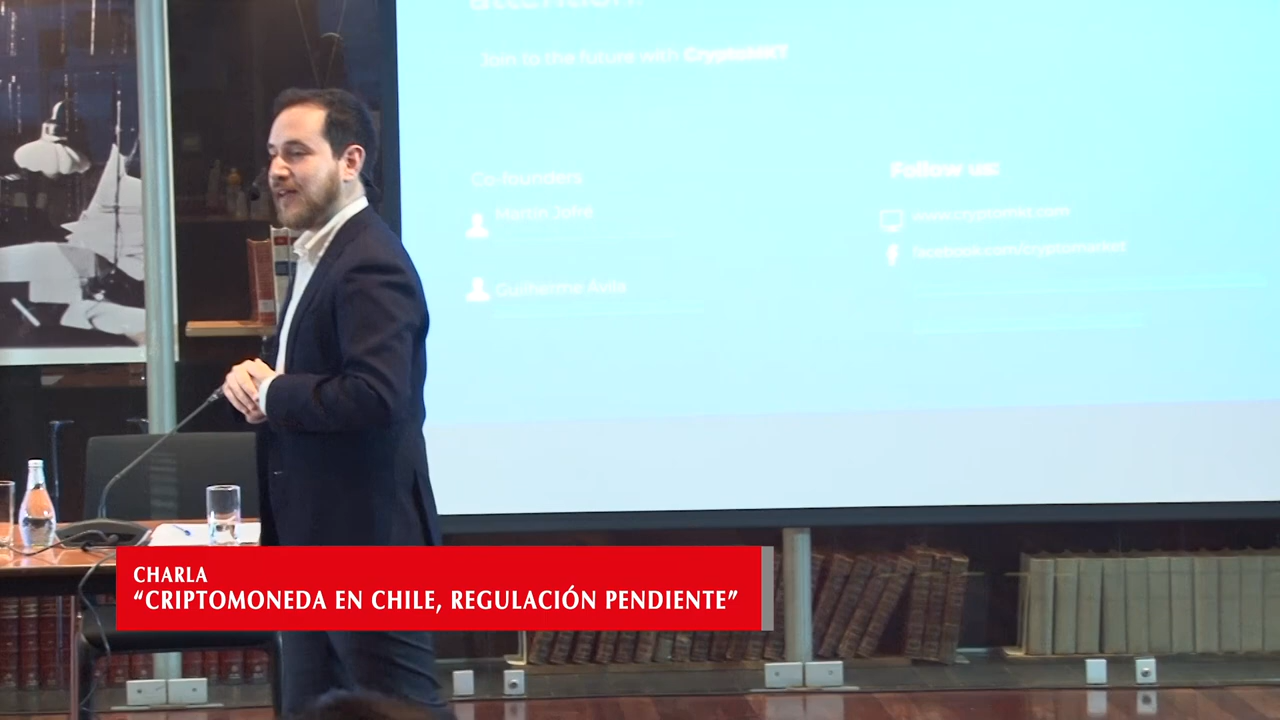 Join to the future with CryptoMKT
Co-founders
Martin Jofré
Guilherme Avila
Follow us:
www.cryptomkt.com
facebook.com/cryptomarket
CHARLA
“CRIPTOMONEDA EN CHILE, REGULACIÓN PENDIENTE”